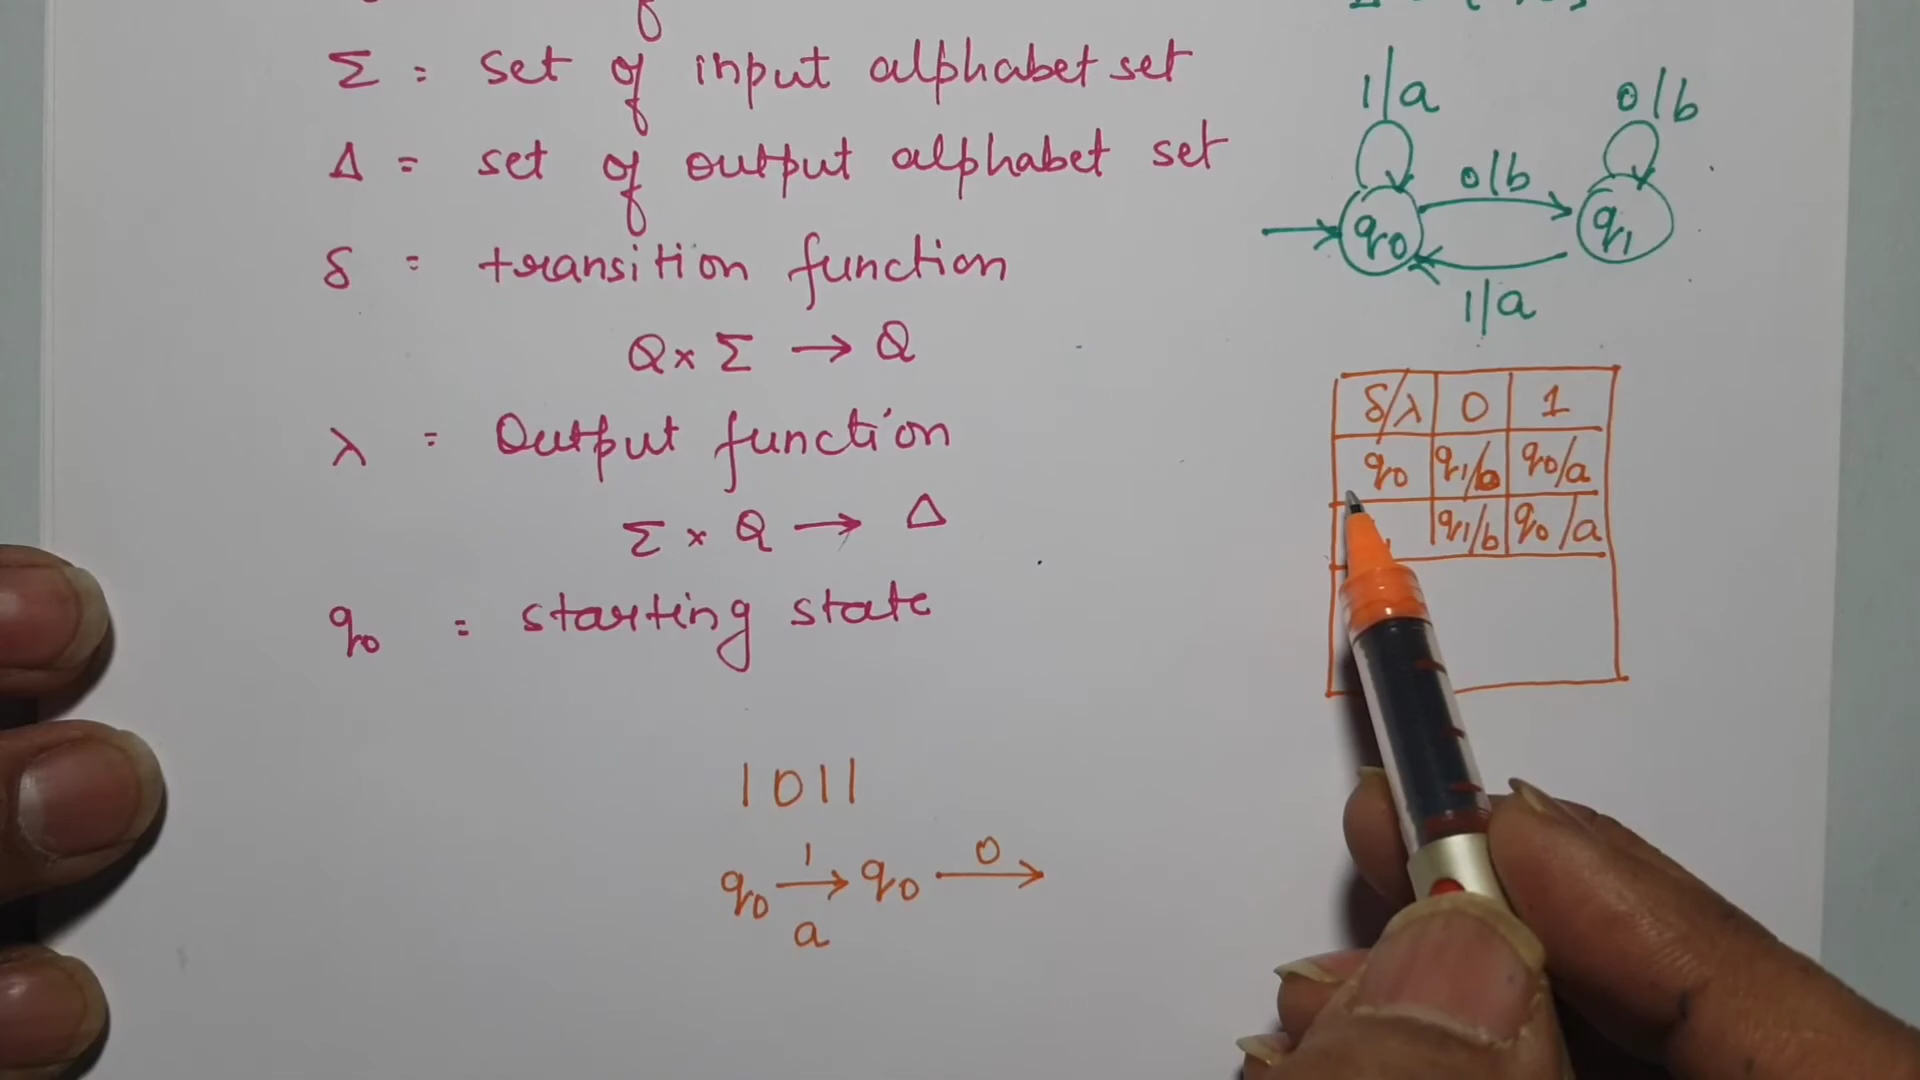 Σ = set of input alphabet set
Δ = set of output alphabet set
δ = transition function
Q x Σ → Q
λ = Output function
Σ x Q → Δ
q0 = starting state
1011
q0 1→ q0 0→
a
1/a
0/b
0/b
→ q0 q1
1/a
δ/λ 0 1
q0 q1/b q0/a
q1/b q0/a